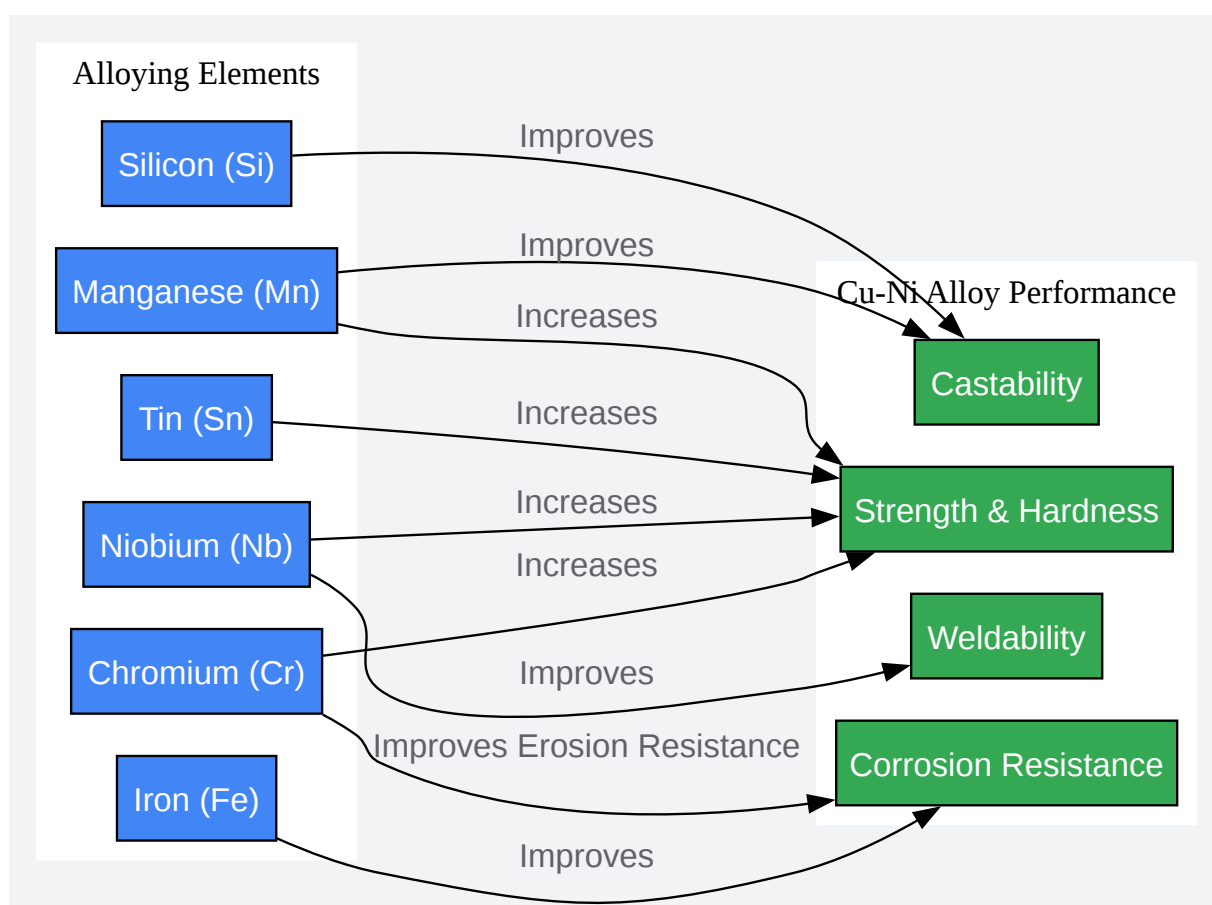 Alloying Elements
Silicon (Si)
Manganese (Mn)
Tin (Sn)
Niobium (Nb)
Chromium (Cr)
Iron (Fe)
Improves
Improves
Increases
Increases
Increases
Increases
Improves
Improves Erosion Resistance
Improves
Cu-Ni Alloy Performance
Castability
Strength & Hardness
Weldability
Corrosion Resistance